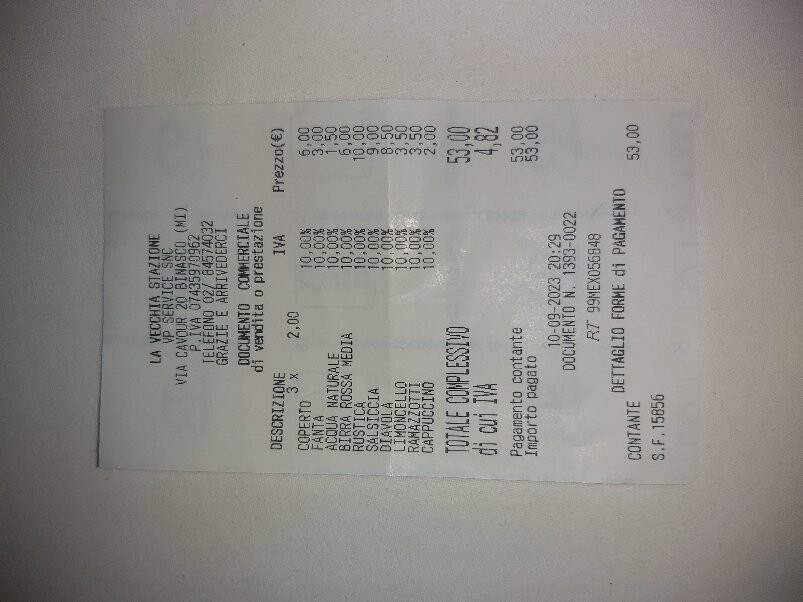 LA VECCHIA STAZIONE
VP SERVICE SNC
VIA CAVOUR 20 BINASCO (MI)
P.IVA 07435970962
TELEFONO 02/ 84574032
GRAZIE E ARRIVEDERCI
DOCUMENTO COMMERCIALE
di vendita o prestazione
DESCRIZIONE IVA Prezzo(€)
3 x 2,00
COPERTO 10,00% 6,00
FANTA 10,00% 3,00
ACQUA NATURALE 10,00% 1,50
BIRRA ROSSA MEDIA 10,00% 6,00
RUSTICA 10,00% 10,00
SALSICCIA 10,00% 9,00
DIAVOLA 10,00% 8,50
LIMONCELLO 10,00% 3,50
RAMAZZOTTI 10,00% 3,50
CAPPUCCINO 10,00% 2,00
TOTALE COMPLESSIVO 53,00
di cui IVA 4,82
Pagamento contante 53,00
Importo pagato 53,00
10-09-2023 20:29
DOCUMENTO N. 1393-0022
RT 99MEX056848
DETTAGLIO FORME di PAGAMENTO
CONTANTE 53,00
S.F.15856